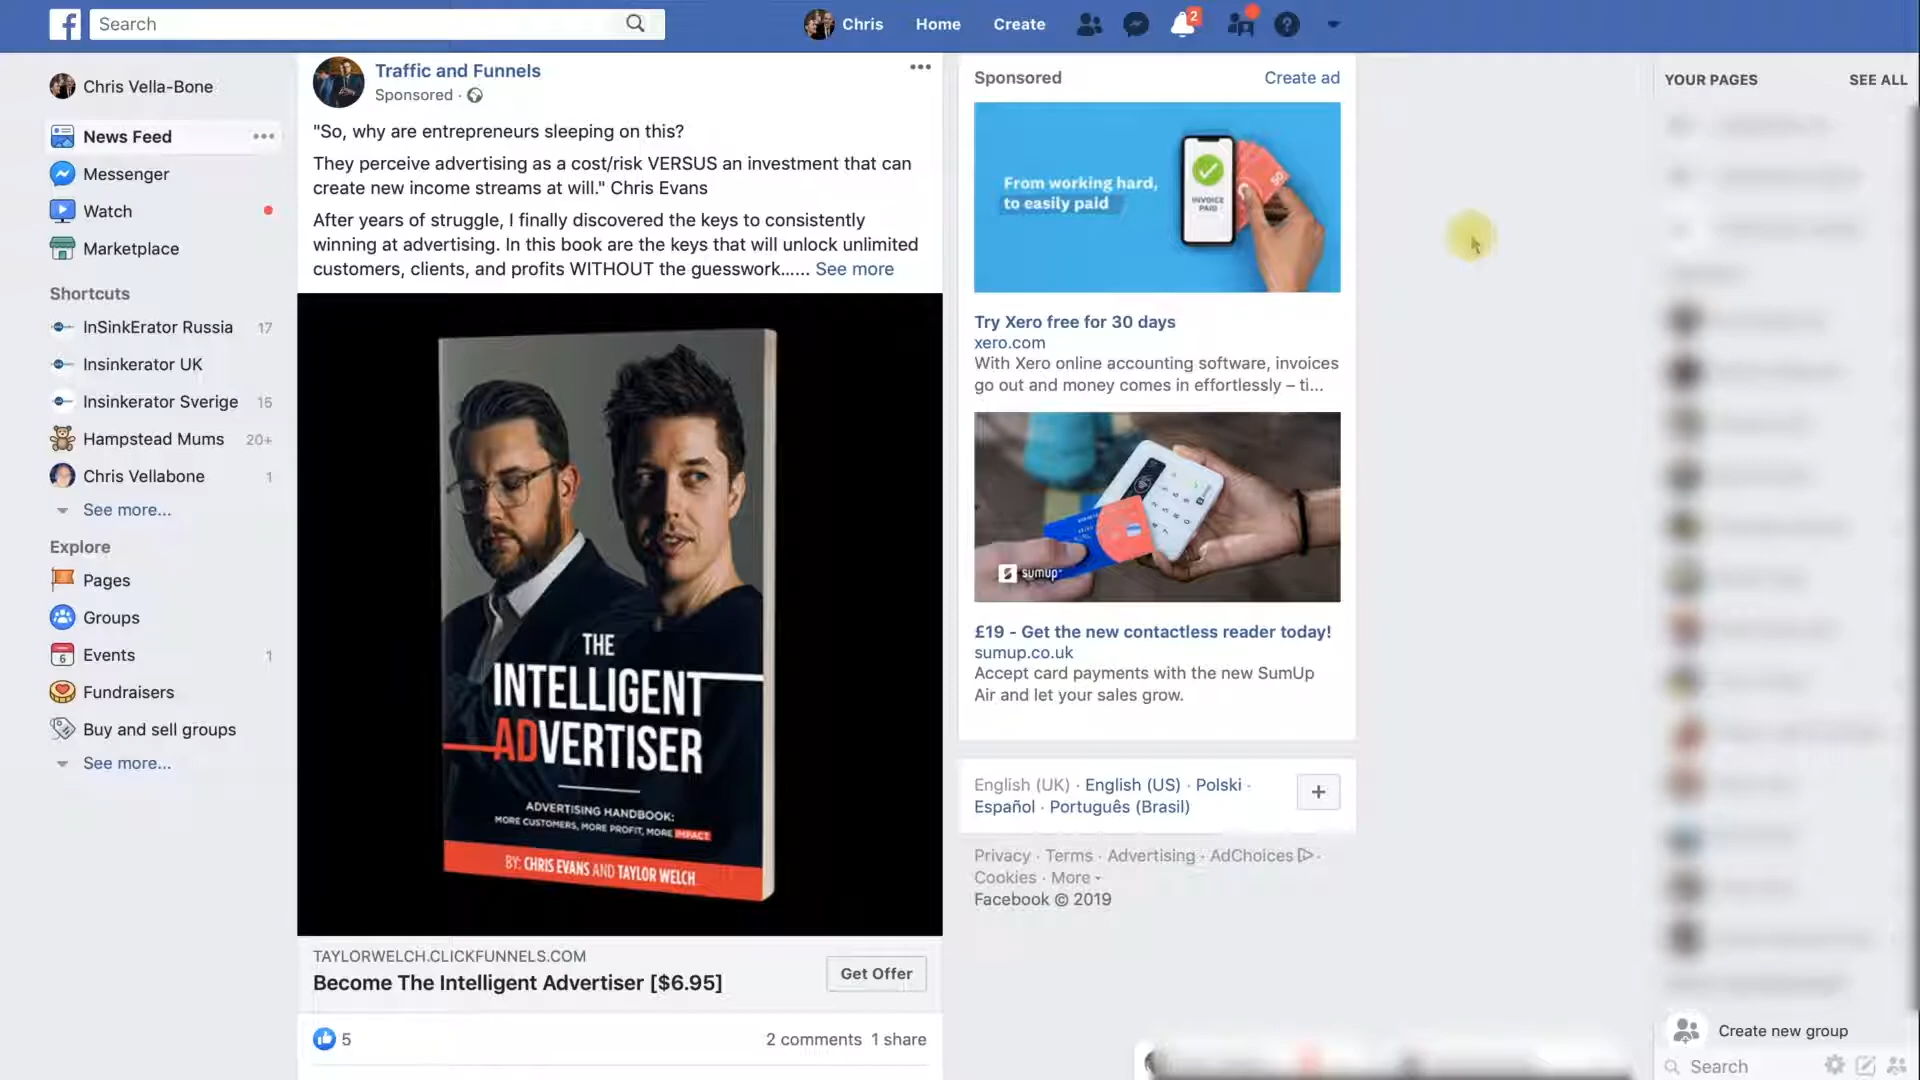 Search
Chris
Home
Create
2
Chris Vella-Bone
News Feed
Messenger
Watch
Marketplace
Shortcuts
InSinkErator Russia 17
Insinkerator UK
Insinkerator Sverige 15
Hampstead Mums 20+
Chris Vellabone 1
See more...
Explore
Pages
Groups
6
Events 1
Fundraisers
Buy and sell groups
See more...
Traffic and Funnels
Sponsored ·
"So, why are entrepreneurs sleeping on this?
They perceive advertising as a cost/risk VERSUS an investment that can
create new income streams at will." Chris Evans
After years of struggle, I finally discovered the keys to consistently
winning at advertising. In this book are the keys that will unlock unlimited
customers, clients, and profits WITHOUT the guesswork...... See more
THE
INTELLIGENT
ADVERTISER
ADVERTISING HANDBOOK:
MORE CUSTOMERS, MORE PROFIT, MORE IMPACT
BY: CHRIS EVANS AND TAYLOR WELCH
TAYLORWELCH.CLICKFUNNELS.COM
Become The Intelligent Advertiser [$6.95]
Get Offer
5
2 comments 1 share
Sponsored
Create ad
From working hard,
to easily paid
INVOICE
PAID
50
Try Xero free for 30 days
xero.com
With Xero online accounting software, invoices
go out and money comes in effortlessly – ti...
sumup
£19 - Get the new contactless reader today!
sumup.co.uk
Accept card payments with the new SumUp
Air and let your sales grow.
English (UK) · English (US) · Polski ·
Español · Português (Brasil)
Privacy · Terms · Advertising · AdChoices ·
Cookies · More
Facebook © 2019
YOUR PAGES
SEE ALL
Create new group
Search